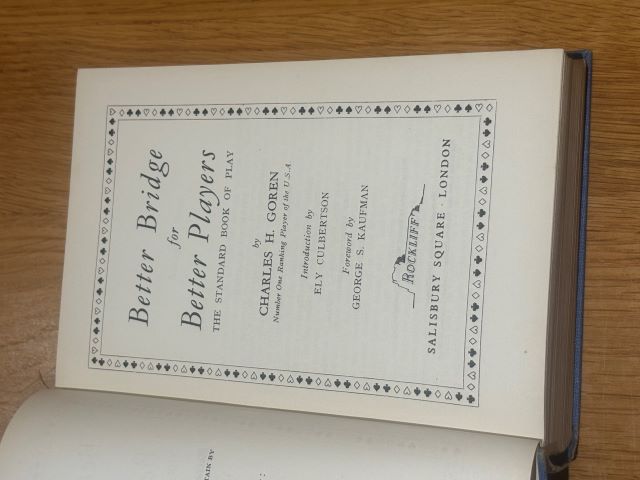 Better Bridge
for
Better Players
THE STANDARD BOOK OF PLAY
by
CHARLES H. GOREN
Number One Ranking Player of the U.S.A
Introduction by
ELY CULBERTSON
Foreword by
GEORGE S. KAUFMAN
ROCKLIFF
SALISBURY SQUARE · LONDON
BY